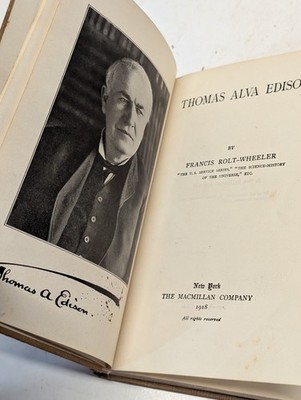 Thomas A Edison
THOMAS ALVA EDISO
BY
FRANCIS ROLT-WHEELER
"THE U.S. SERVICE SERIES," "THE SCIENCE-HISTORY
OF THE UNIVERSE," ETC.
New York
THE MACMILLAN COMPANY
1918
All rights reserved